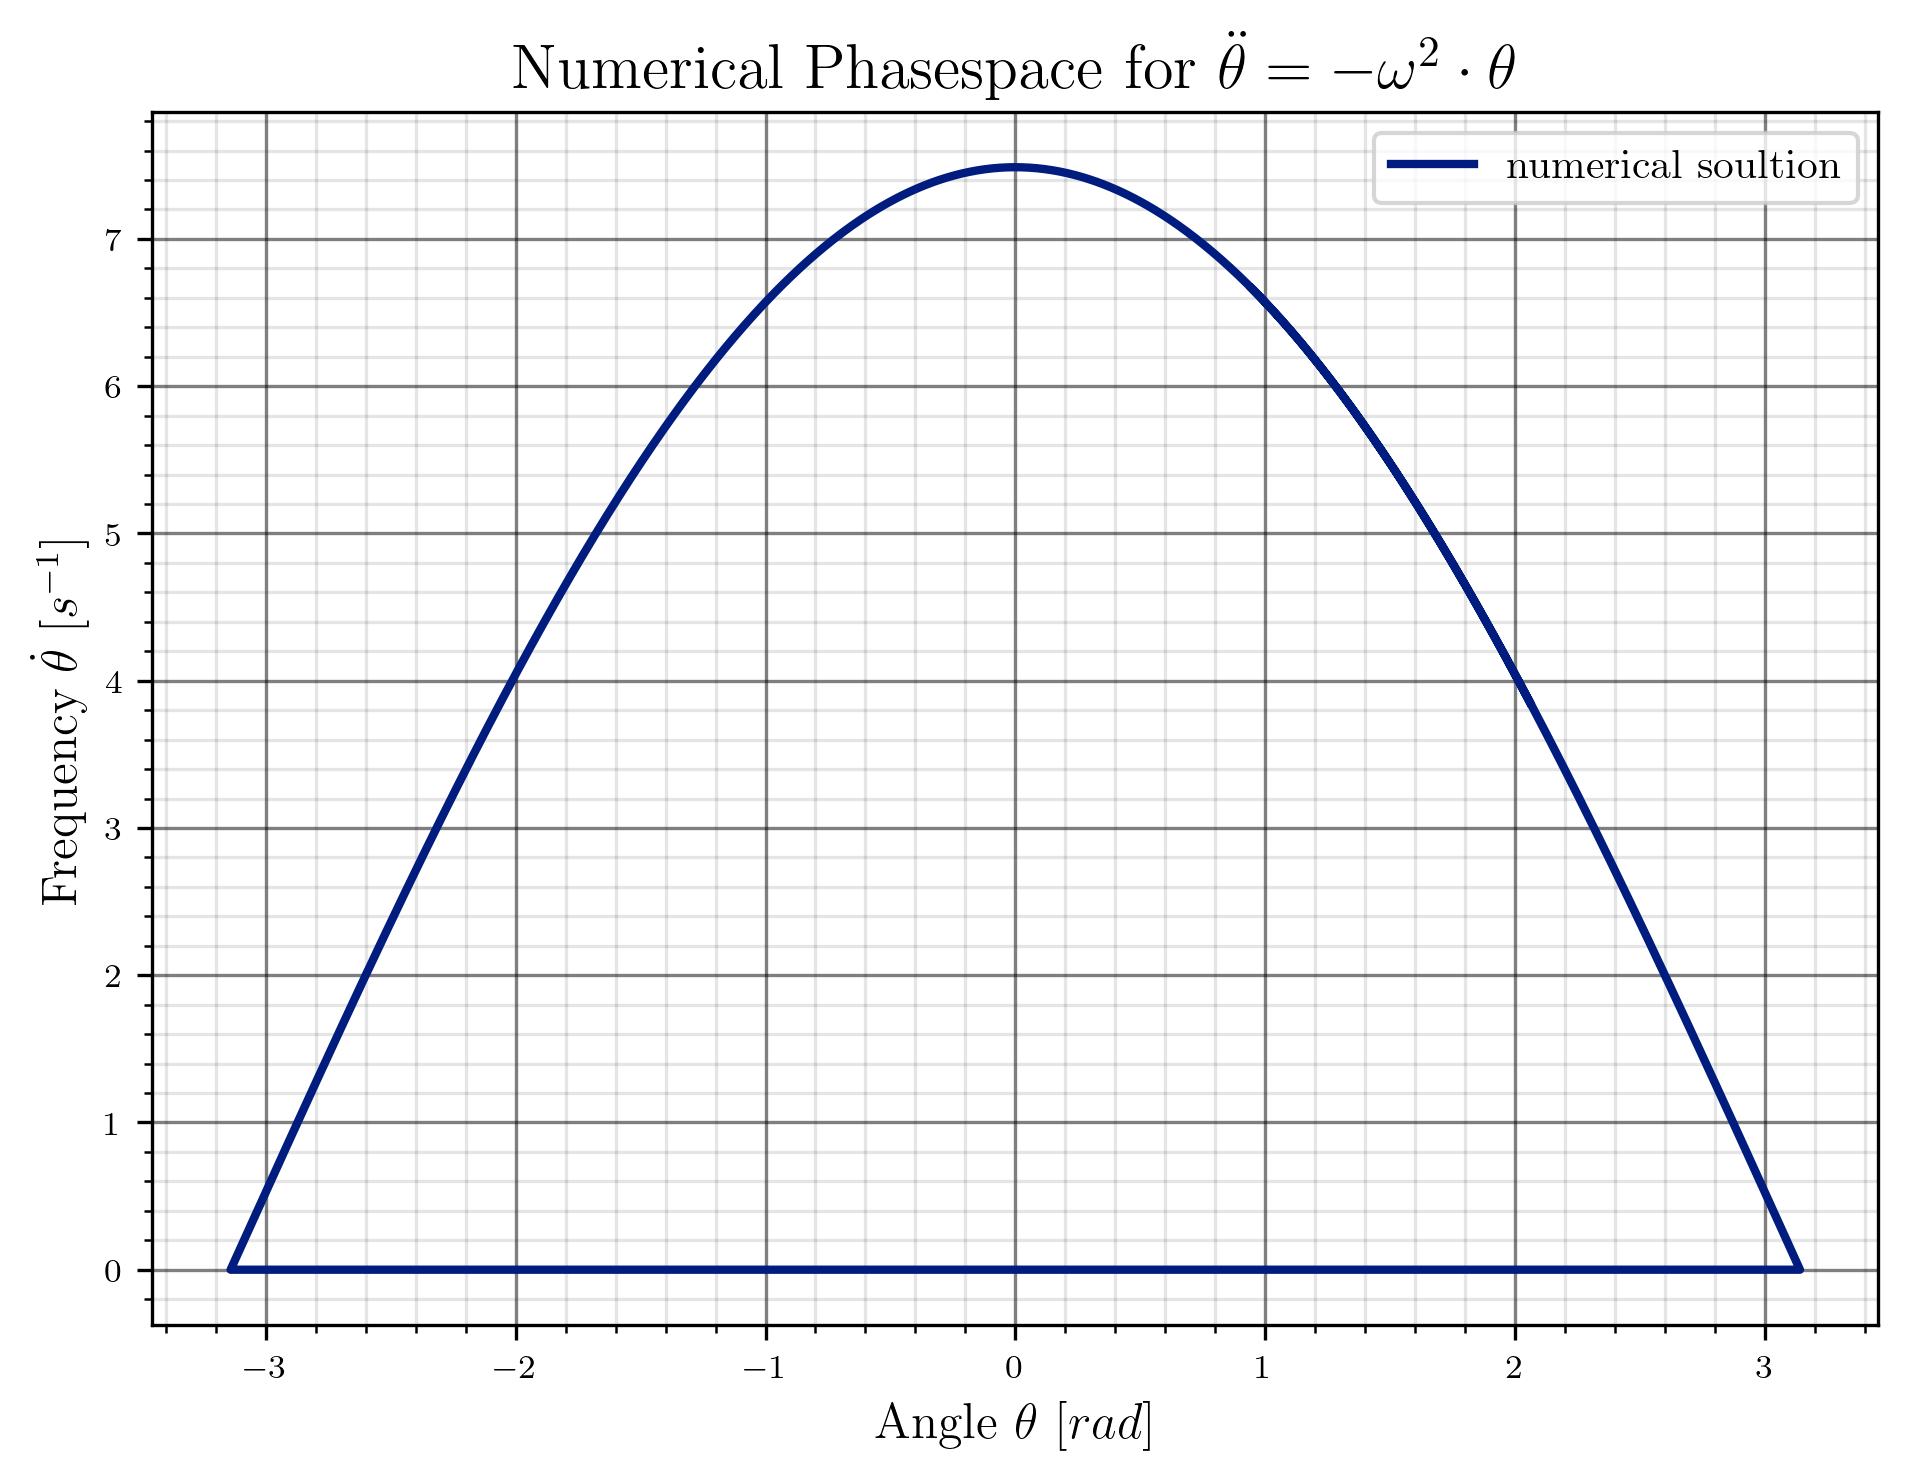 Numerical Phasespace for θ̈ = −ω² · θ
numerical soultion
Frequency θ̇ [s⁻¹]
7
6
5
4
3
2
1
0
−3 −2 −1 0 1 2 3
Angle θ [rad]